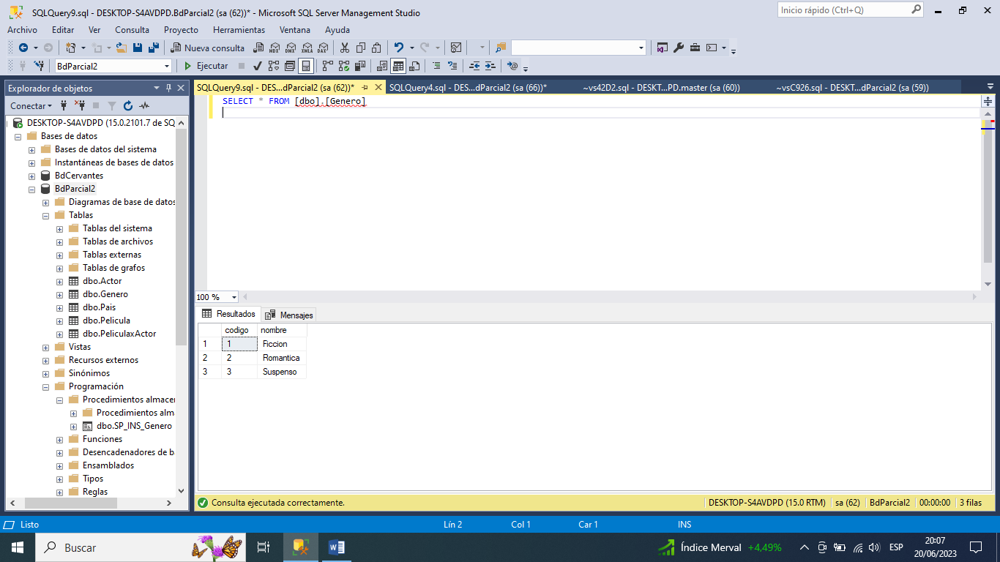 SQLQuery9.sql - DESKTOP-S4AVDPD.BdParcial2 (sa (62))* - Microsoft SQL Server Management Studio
Inicio rápido (Ctrl+Q)
Archivo Editar Ver Consulta Proyecto Herramientas Ventana Ayuda
Nueva consulta MDX DMX XMLA DAX
BdParcial2 Ejecutar
Explorador de objetos
SQLQuery9.sql - DES...dParcial2 (sa (62))* SQLQuery4.sql - DES...dParcial2 (sa (66))* ~vs42D2.sql - DESKT...PD.master (sa (60)) ~vsC926.sql - DESKT...dParcial2 (sa (59))
Conectar
DESKTOP-S4AVDPD (15.0.2101.7 de SQ
Bases de datos
Bases de datos del sistema
Instantáneas de bases de datos
BdCervantes
BdParcial2
Diagramas de base de datos
Tablas
Tablas del sistema
Tablas de archivos
Tablas externas
Tablas de grafos
dbo.Actor
dbo.Genero
dbo.Pais
dbo.Pelicula
dbo.PeliculaxActor
Vistas
Recursos externos
Sinónimos
Programación
Procedimientos almacen
Procedimientos alm
dbo.SP_INS_Genero
Funciones
Desencadenadores de b
Ensamblados
Tipos
Reglas
SELECT * FROM [dbo].[Genero]
100 %
Resultados Mensajes
codigo nombre
1 1 Ficcion
2 2 Romantica
3 3 Suspenso
Consulta ejecutada correctamente. DESKTOP-S4AVDPD (15.0 RTM) sa (62) BdParcial2 00:00:00 3 filas
Listo Lín 2 Col 1 Car 1 INS
Buscar W Índice Merval +4,49% ESP 20:07
20/06/2023